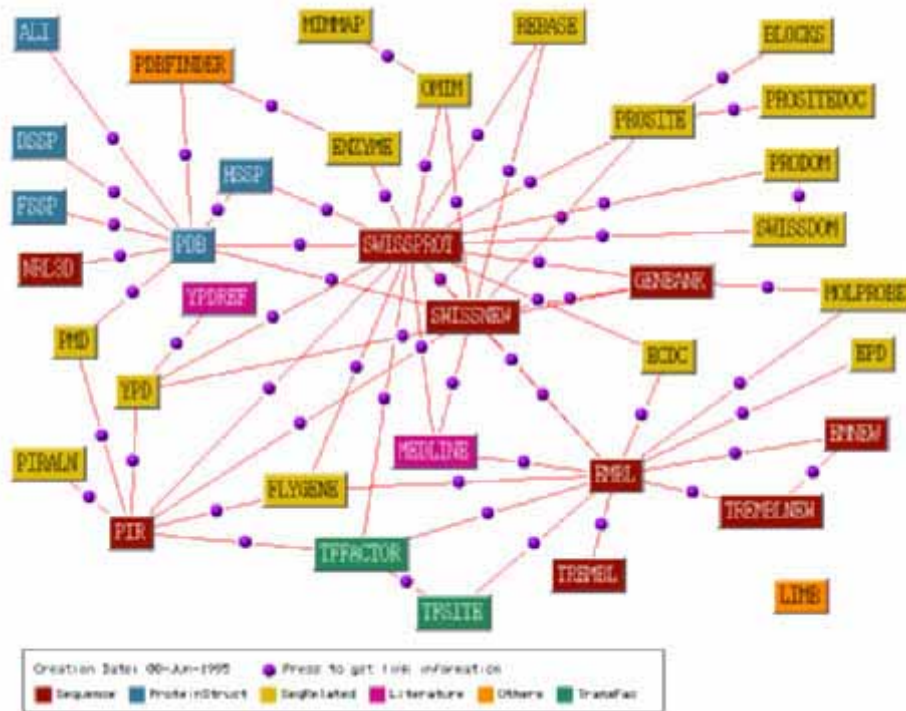 ALI
MIMMAP
REBASE
BLOCKS
PDBFINDER
OMIM
PROSITEDOC
PROSITE
DSSP
ENZYME
PRODOM
HSSP
FSSP
SWISSDOM
PDB
SWISSPROT
NRL3D
GENBANK
YPDREF
MOLPROBE
SWISSNEW
PMD
ECDC
EPD
YPD
EMNEW
MEDLINE
PIRALN
EMBL
FLYGENE
TREMBLNEW
PIR
TFFACTOR
TREMBL
LIMB
TFSITE
Creation Date: -Jun-1995 Press to get link information
Sequence ProteinStruct SeqRelated Literature Others TransFac